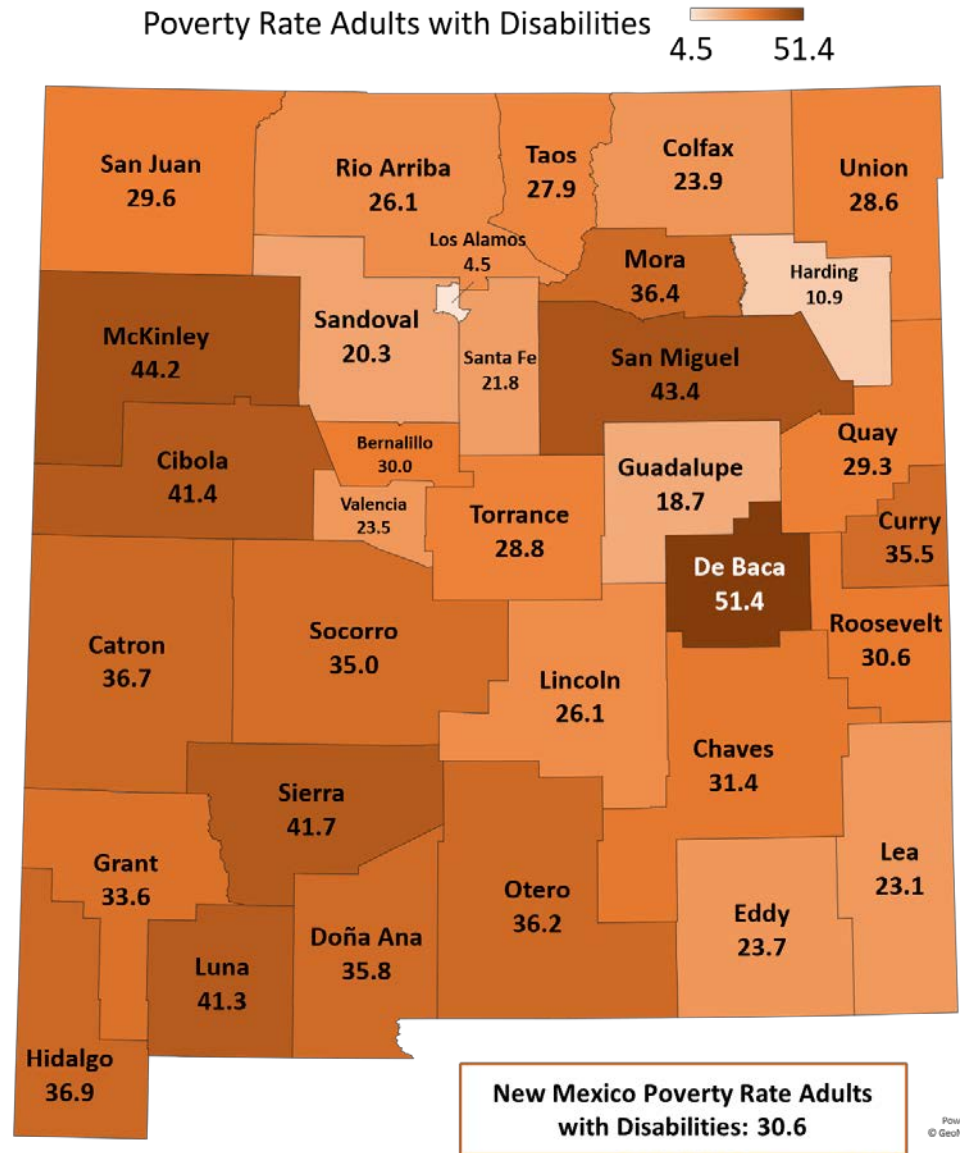 Poverty Rate Adults with Disabilities
4.5 51.4
San Juan
29.6
Rio Arriba
26.1
Taos
27.9
Colfax
23.9
Union
28.6
Los Alamos
4.5
Mora
36.4
Harding
10.9
McKinley
44.2
Sandoval
20.3
Santa Fe
21.8
San Miguel
43.4
Cibola
41.4
Bernalillo
30.0
Valencia
23.5
Torrance
28.8
Guadalupe
18.7
Quay
29.3
Curry
35.5
De Baca
51.4
Roosevelt
30.6
Catron
36.7
Socorro
35.0
Lincoln
26.1
Chaves
31.4
Sierra
41.7
Grant
33.6
Otero
36.2
Lea
23.1
Eddy
23.7
Doña Ana
35.8
Luna
41.3
Hidalgo
36.9
New Mexico Poverty Rate Adults
with Disabilities: 30.6
Pow
© GeoN